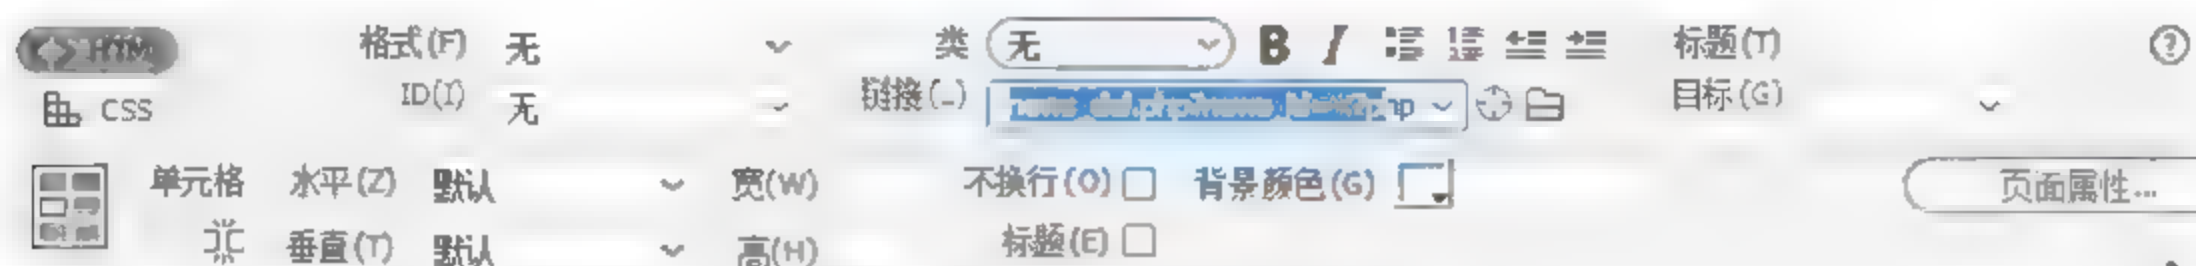 HTML 格式(F) 无 类 无 B I 标题(T) ?
CSS ID(I) 无 链接(L) 目标(G)
单元格 水平(Z) 默认 宽(W) 不换行(O) 背景颜色(G) 页面属性...
垂直(T) 默认 高(H) 标题(E)